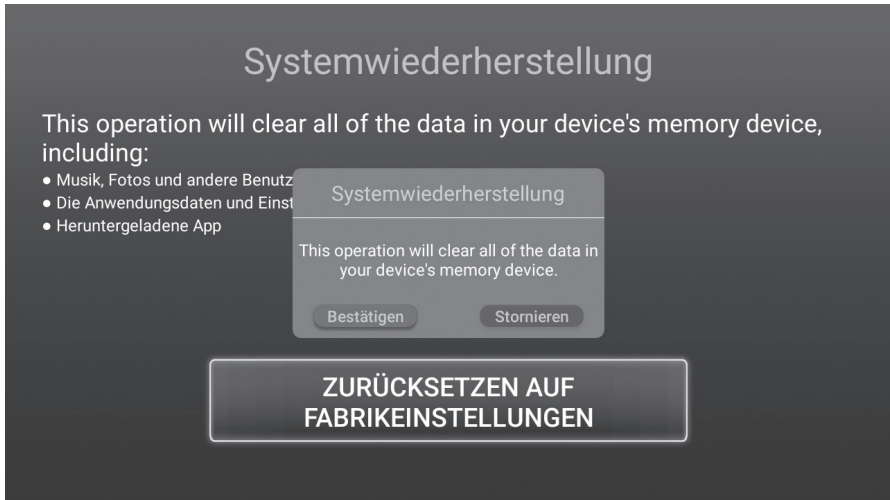 Systemwiederherstellung
This operation will clear all of the data in your device's memory device,
including:
● Musik, Fotos und andere Benutz
● Die Anwendungsdaten und Einst
● Heruntergeladene App
Systemwiederherstellung
This operation will clear all of the data in
your device's memory device.
Bestätigen
Stornieren
ZURÜCKSETZEN AUF
FABRIKEINSTELLUNGEN